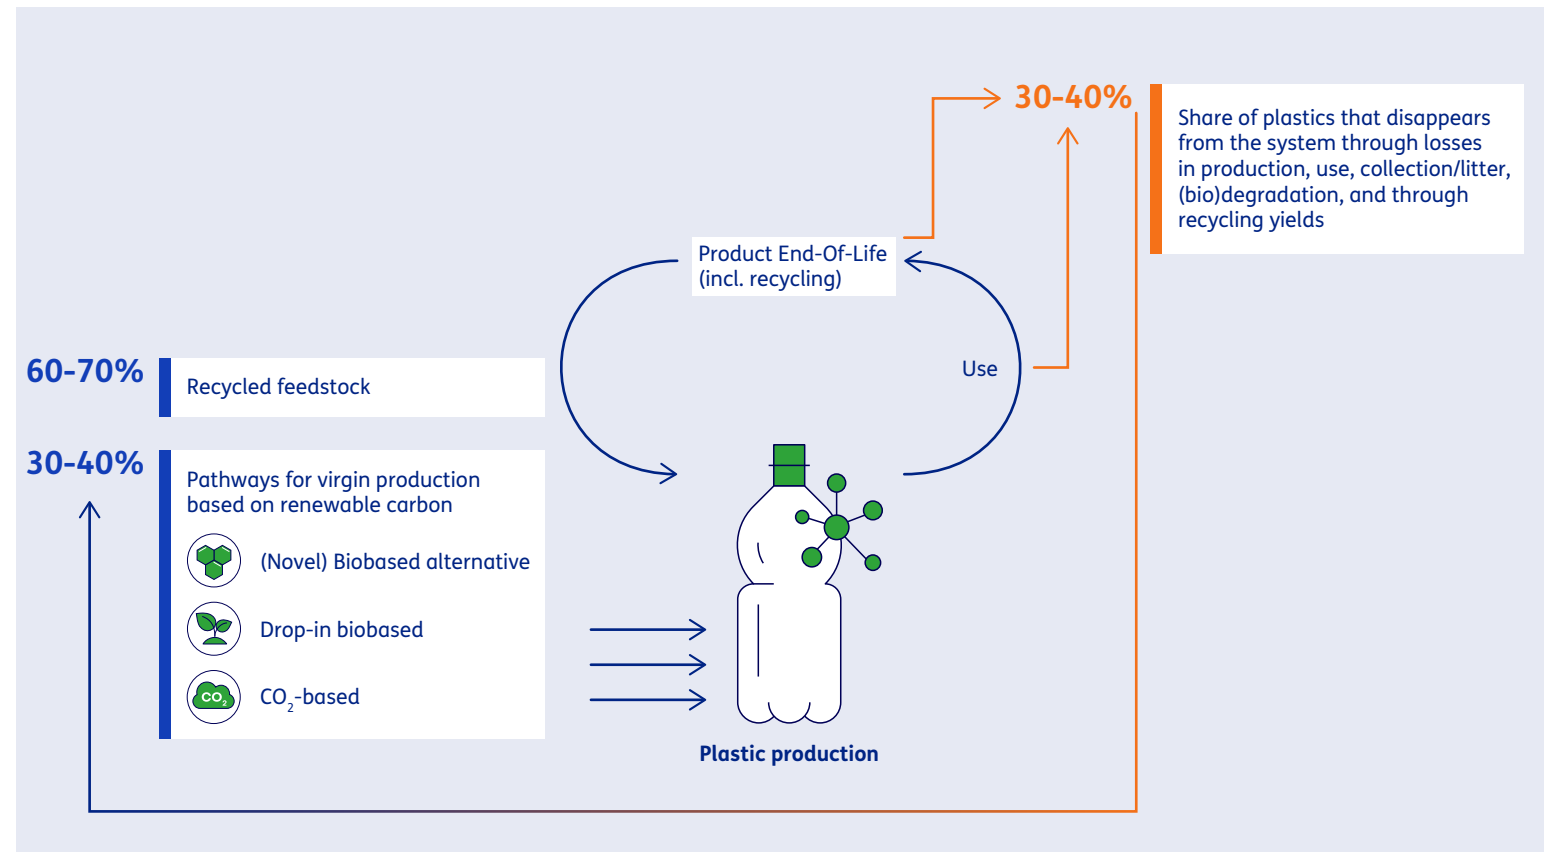 30-40%
Share of plastics that disappears
from the system through losses
in production, use, collection/litter,
(bio)degradation, and through
recycling yields
Product End-Of-Life
(incl. recycling)
Use
60-70%
Recycled feedstock
30-40%
Pathways for virgin production
based on renewable carbon
(Novel) Biobased alternative
Drop-in biobased
CO₂
CO₂-based
Plastic production